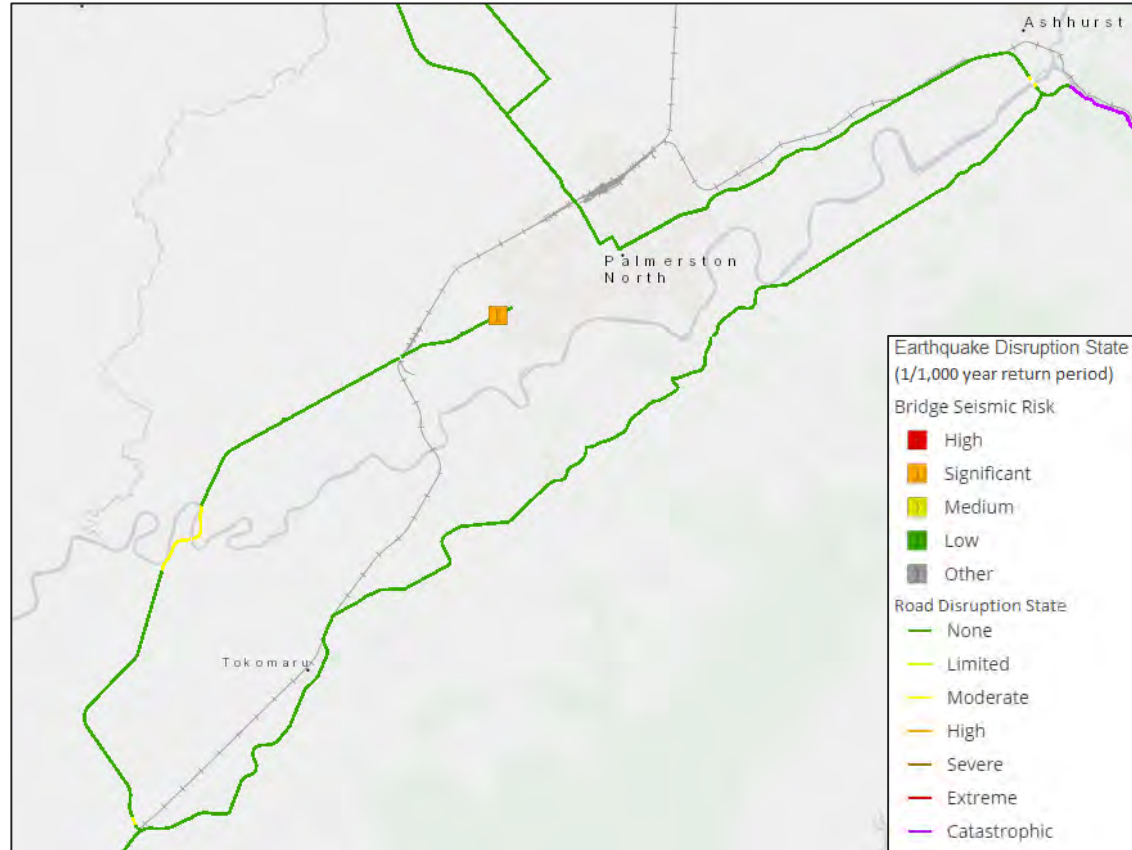 Ashhurst
Palmerston
North
Tokomaru
Earthquake Disruption State
(1/1,000 year return period)
Bridge Seismic Risk
High
Significant
Medium
Low
Other
Road Disruption State
None
Limited
Moderate
High
Severe
Extreme
Catastrophic